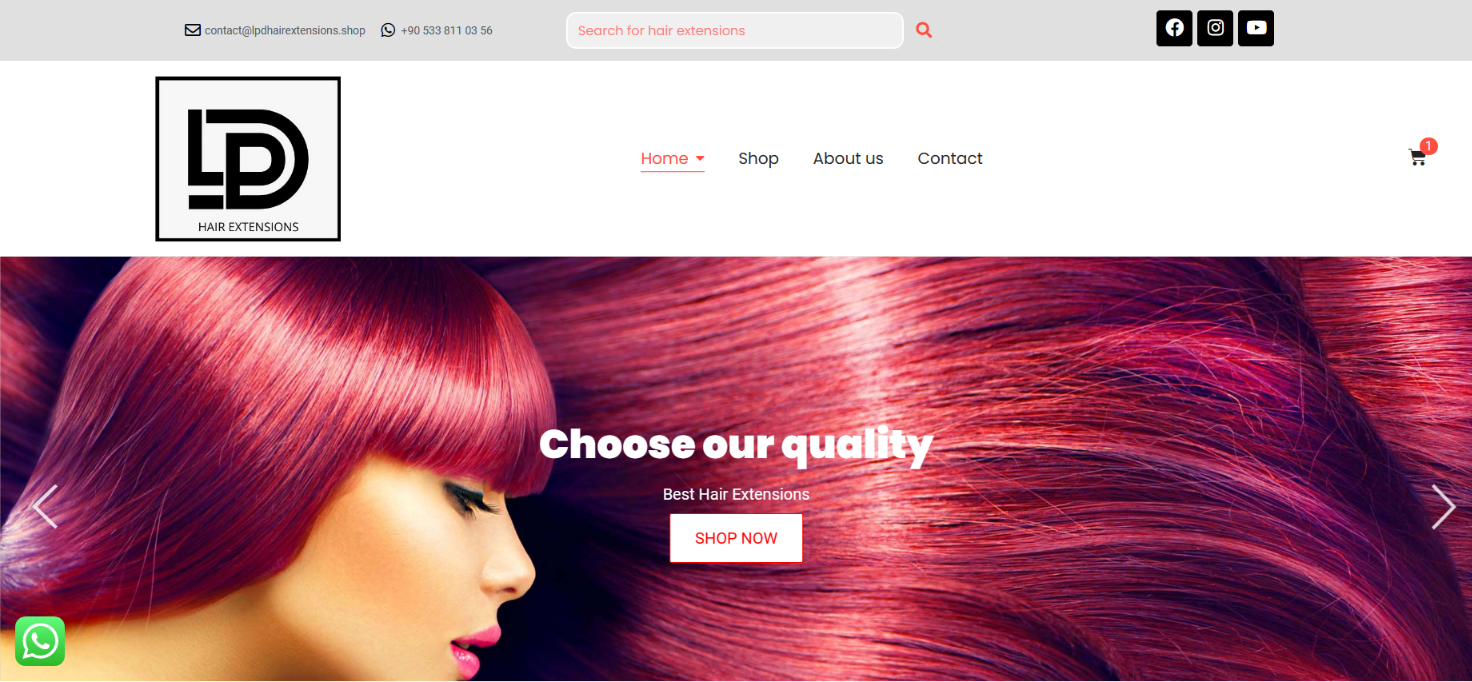 contact@lpdhairextensions.shop
+90 533 811 03 56
Search for hair extensions
LPD
HAIR EXTENSIONS
Home
Shop
About us
Contact
1
Choose our quality
Best Hair Extensions
SHOP NOW